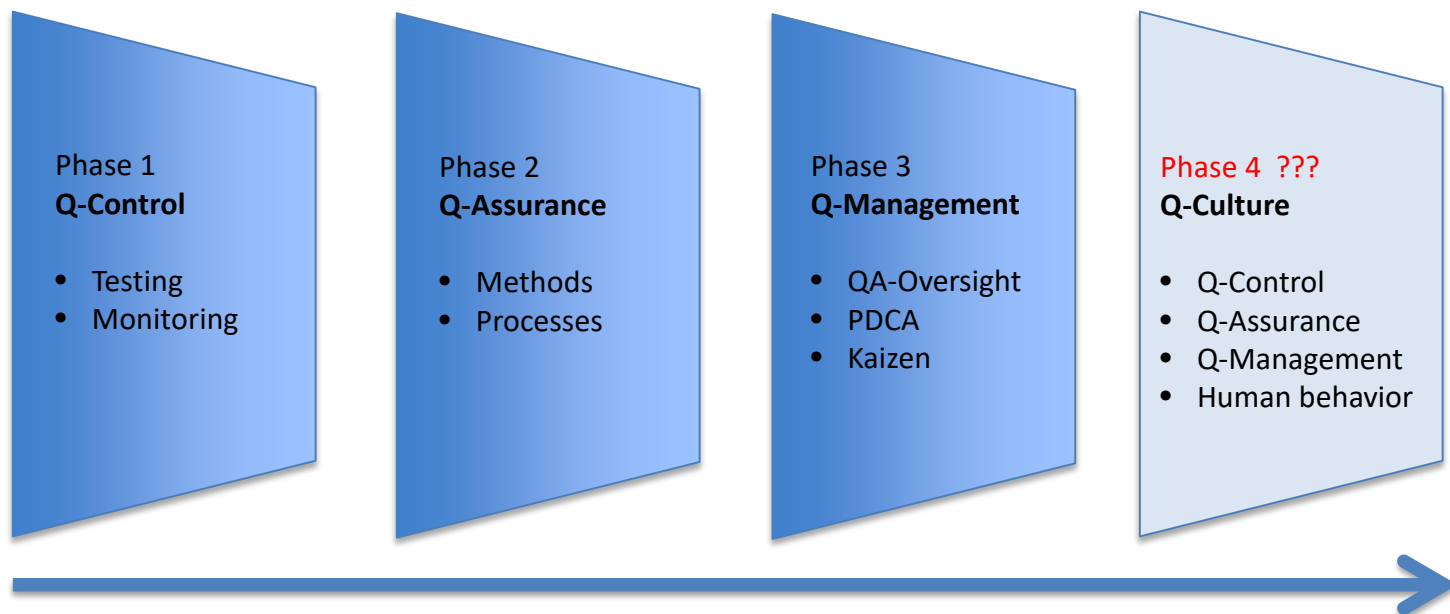 Phase 1
Q-Control
• Testing
• Monitoring
Phase 2
Q-Assurance
• Methods
• Processes
Phase 3
Q-Management
• QA-Oversight
• PDCA
• Kaizen
Phase 4 ???
Q-Culture
• Q-Control
• Q-Assurance
• Q-Management
• Human behavior